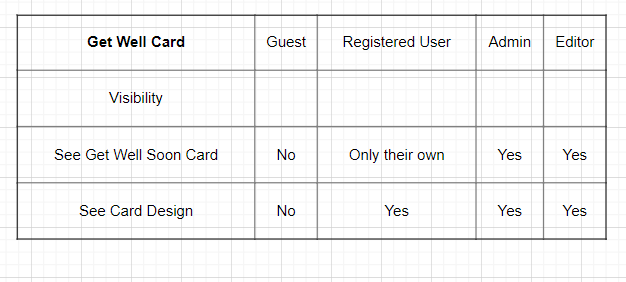 Get Well Card Guest Registered User Admin Editor
Visibility
See Get Well Soon Card No Only their own Yes Yes
See Card Design No Yes Yes Yes